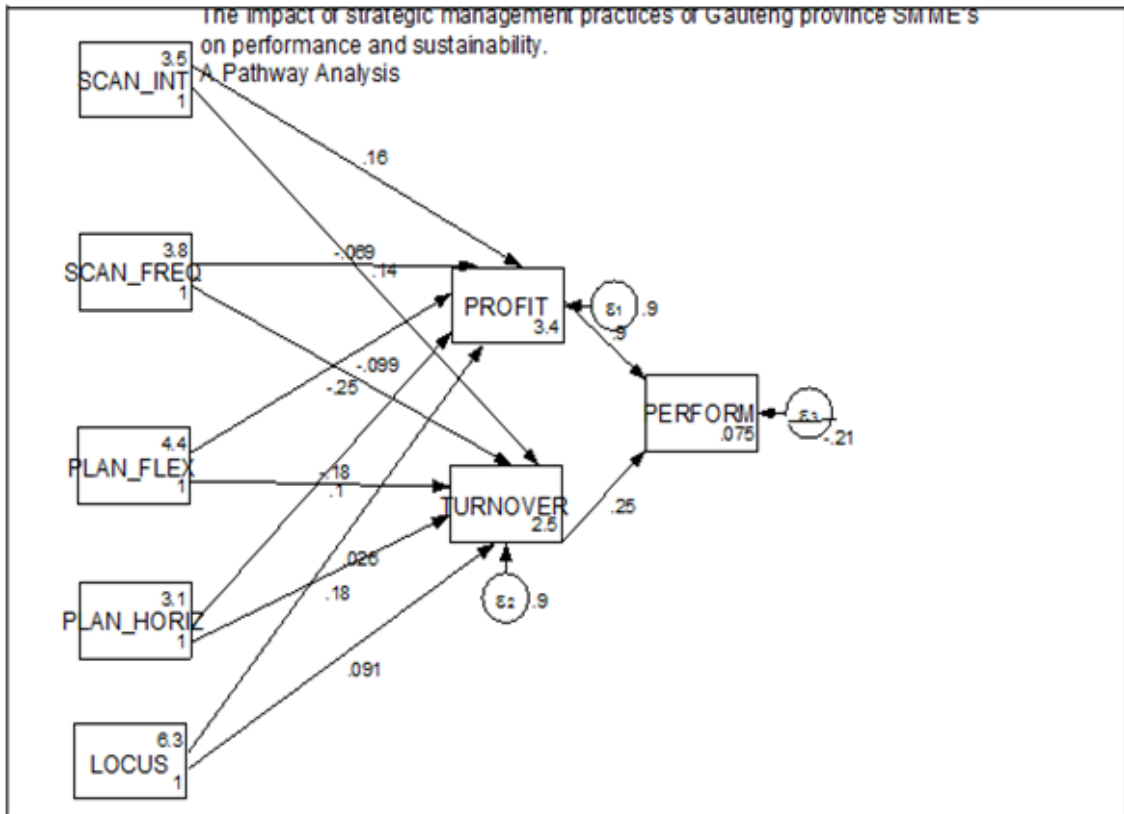 The impact of strategic management practices of Gauteng province SMME's
on performance and sustainability.
A Pathway Analysis
3.5
SCAN_INT
1
.16
3.8
SCAN_FREQ
1
-.069
.14
PROFIT
3.4
ε1
.9
.9
-.099
-.25
PERFORM
.075
ε3
-.21
4.4
PLAN_FLEX
1
-.18
.1
TURNOVER
2.5
.25
.026
.18
ε2
.9
3.1
PLAN_HORIZ
1
.091
6.3
LOCUS
1